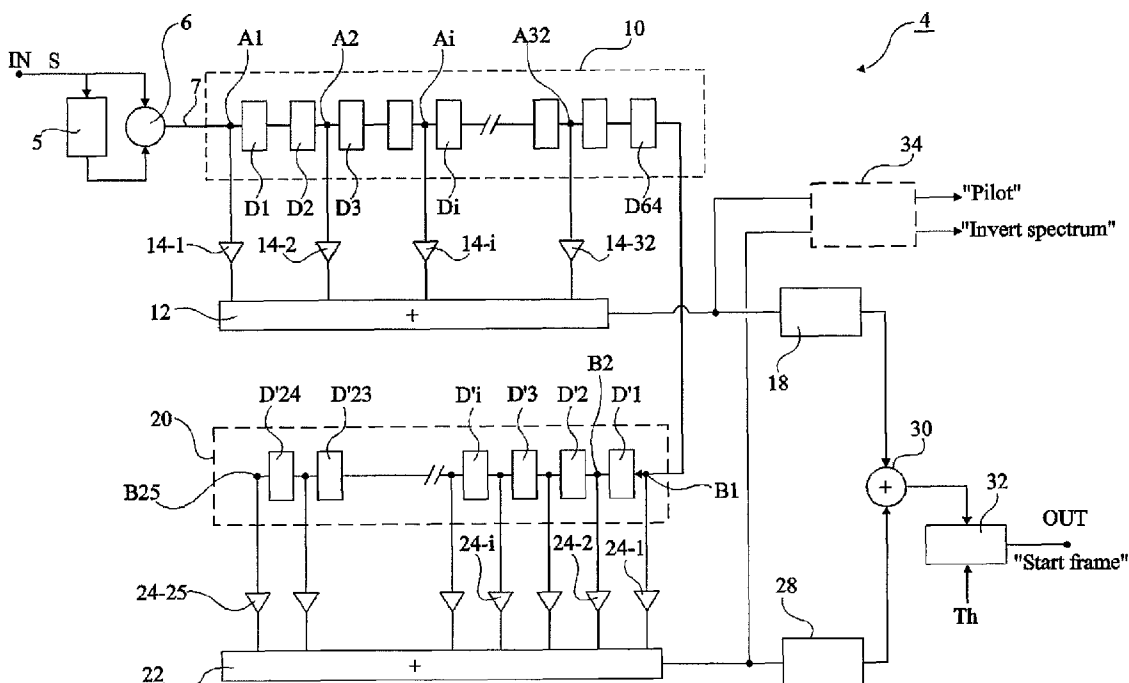 6
A1
A2
Ai
A32
10
4
IN
S
7
5
34
D1
D2
D3
Di
D64
"Pilot"
"Invert spectrum"
14-1
14-2
14-i
14-32
12
+
18
B2
D'24
D'23
D'i
D'3
D'2
D'1
20
30
B25
B1
+
32
OUT
24-i
24-2
24-1
"Start frame"
24-25
28
Th
22
+